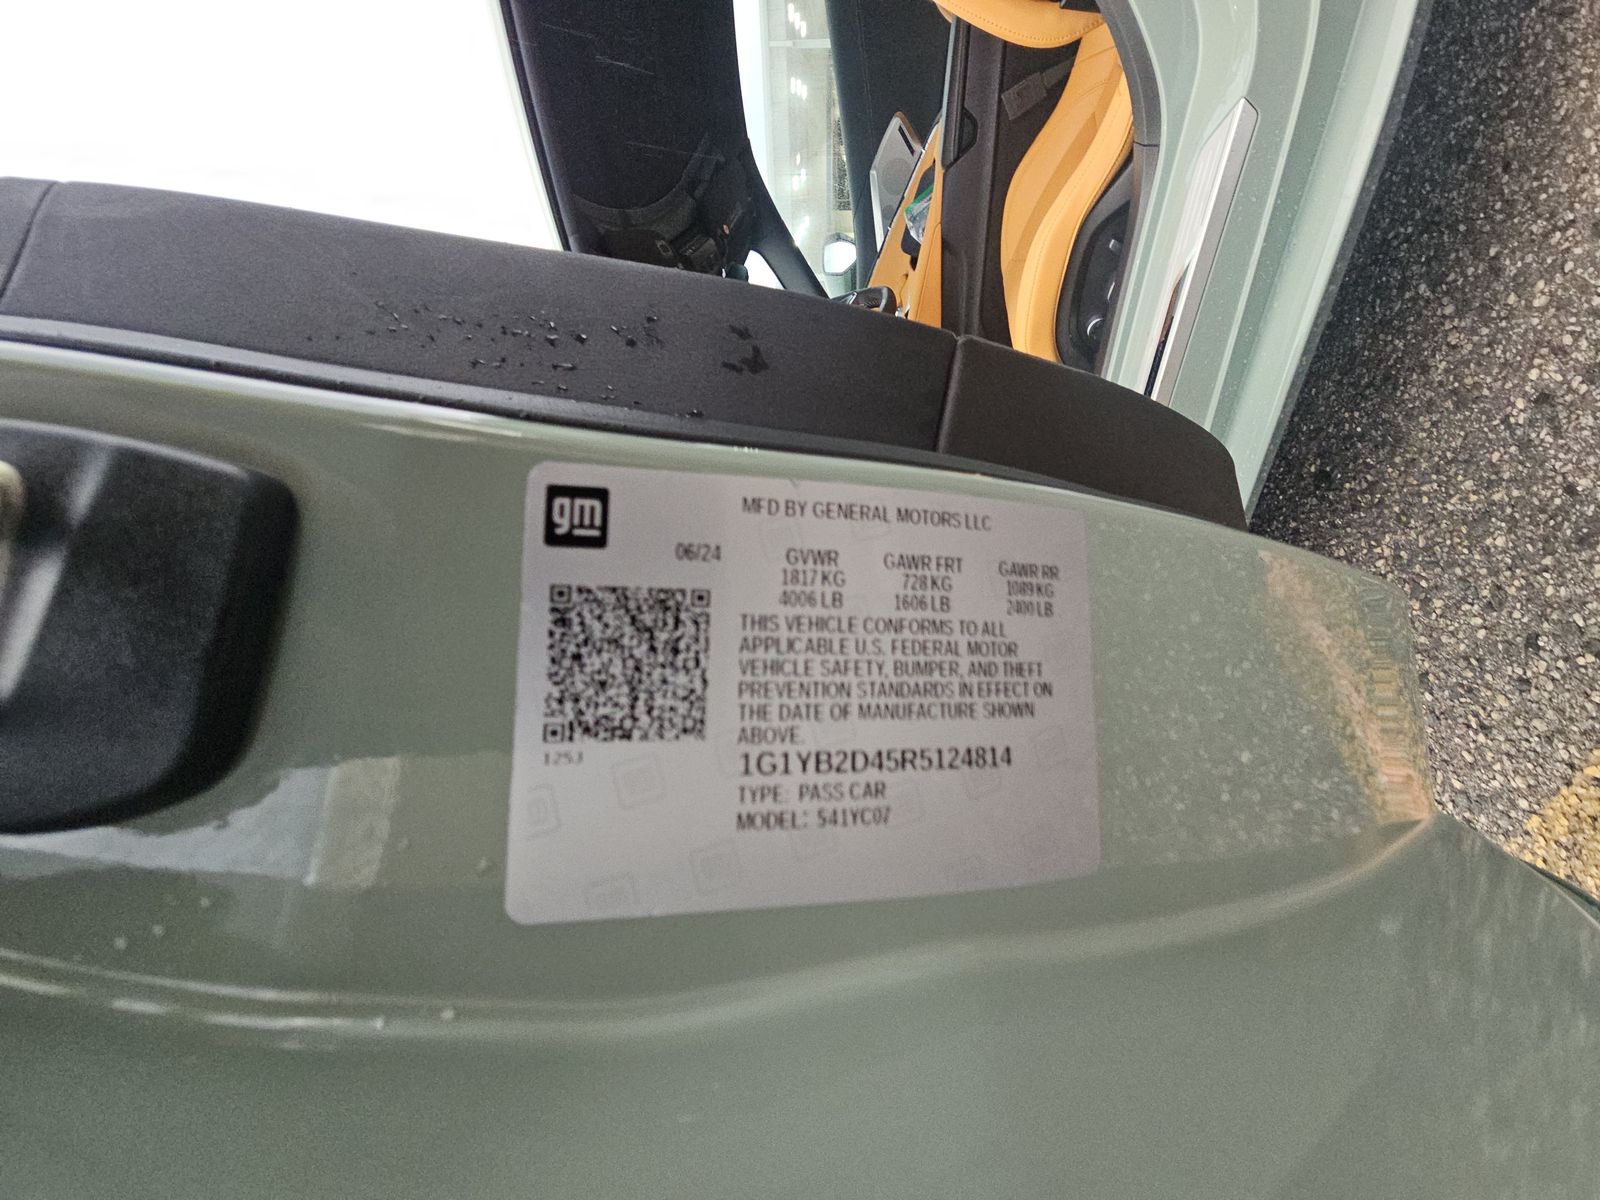 gm
MFD BY GENERAL MOTORS LLC
06/24
GVWR GAWR FRT GAWR RR
1817 KG 728 KG 1089 KG
4006 LB 1606 LB 2400 LB
THIS VEHICLE CONFORMS TO ALL
APPLICABLE U.S. FEDERAL MOTOR
VEHICLE SAFETY, BUMPER, AND THEFT
PREVENTION STANDARDS IN EFFECT ON
THE DATE OF MANUFACTURE SHOWN
ABOVE.
125J
1G1YB2D45R5124814
TYPE: PASS CAR
MODEL: 541YC07